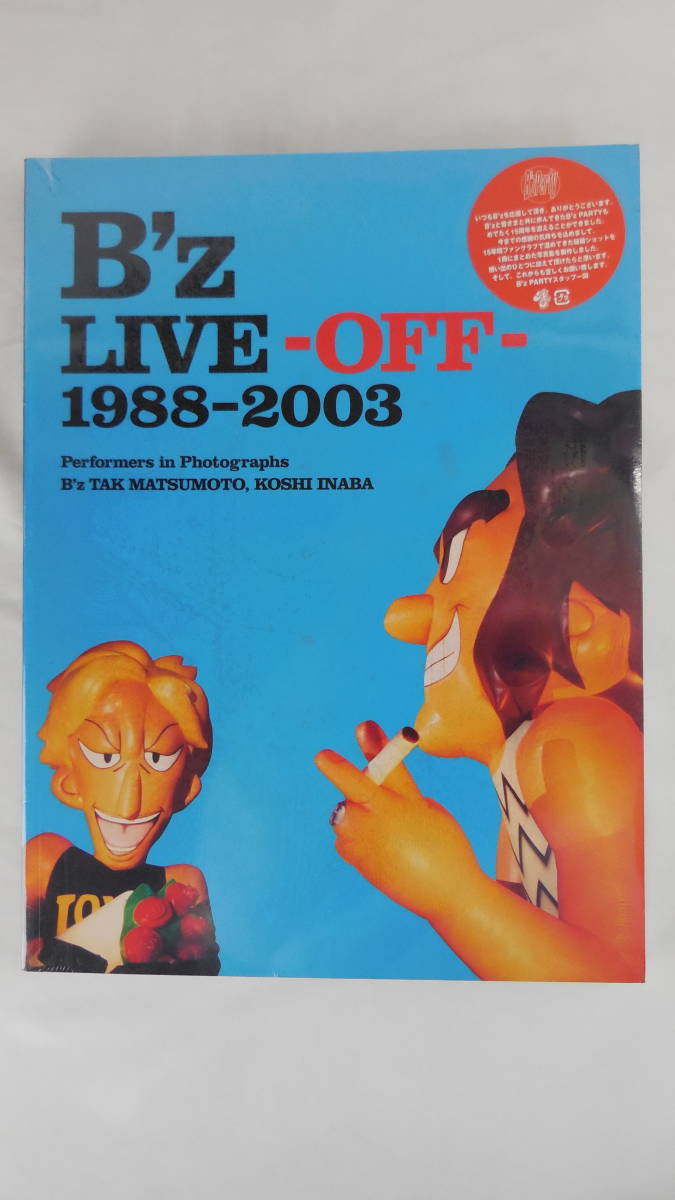 B'z
LIVE -OFF-
1988-2003
Performers in Photographs
B'z TAK MATSUMOTO, KOSHI INABA
B'z Party
いつもB'zを応援して頂き、ありがとうございます。
B'zと皆さまと共に歩んできたB'z PARTYも
めでたく15周年を迎えることができました。
今までの感謝の気持ちを込めまして、
15年間ファンクラブで溜めてきた秘蔵ショットを
1冊にまとめた写真集を製作しました。
想い出のひとつに加えて頂けたらと思います。
そして、これからも宜しくお願い致します。
B'z PARTYスタッフ一同